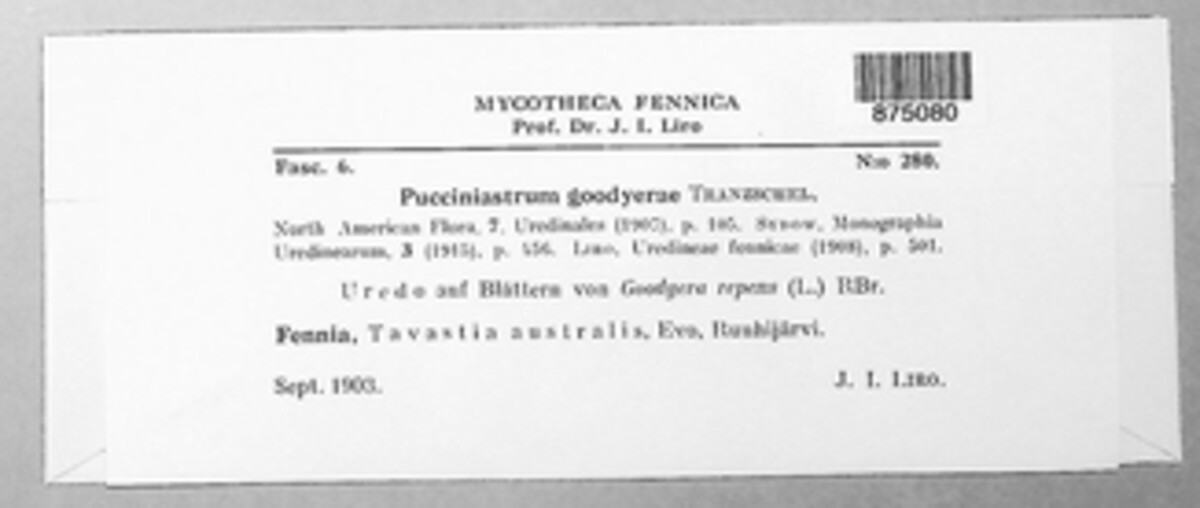 875080
MYCOTHECA FENNICA
Prof. Dr. J. I. Liro
Fasc. 6. N:o 280.
Pucciniastrum goodyerae TRANZSCHEL.
North American Flora, 7, Uredinales (1907), p. 105. SYDOW, Monographia
Uredinearum, 3 (1915), p. 456. LIRO, Uredineae fennicae (1908), p. 501.
Uredo auf Blättern von Goodyera repens (L.) R.Br.
Fennia, Tavastia australis, Evo, Ruuhijärvi.
Sept. 1903. J. I. LIRO.